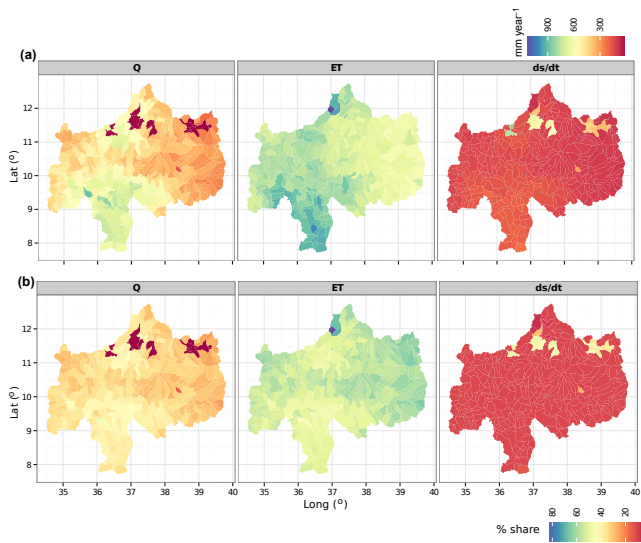 mm year-1
900
600
300
(a)
Q ET ds/dt
12
11
10
9
8
Lat (º)
(b)
Q ET ds/dt
12
11
10
9
8
Lat (º)
35 36 37 38 39 40 35 36 37 38 39 40 35 36 37 38 39 40
Long (º)
% share
80
60
40
20